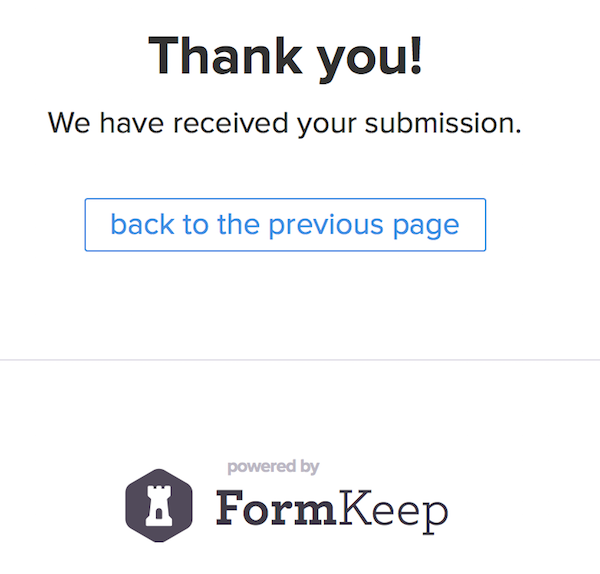 Thank you!
We have received your submission.
back to the previous page
powered by
FormKeep